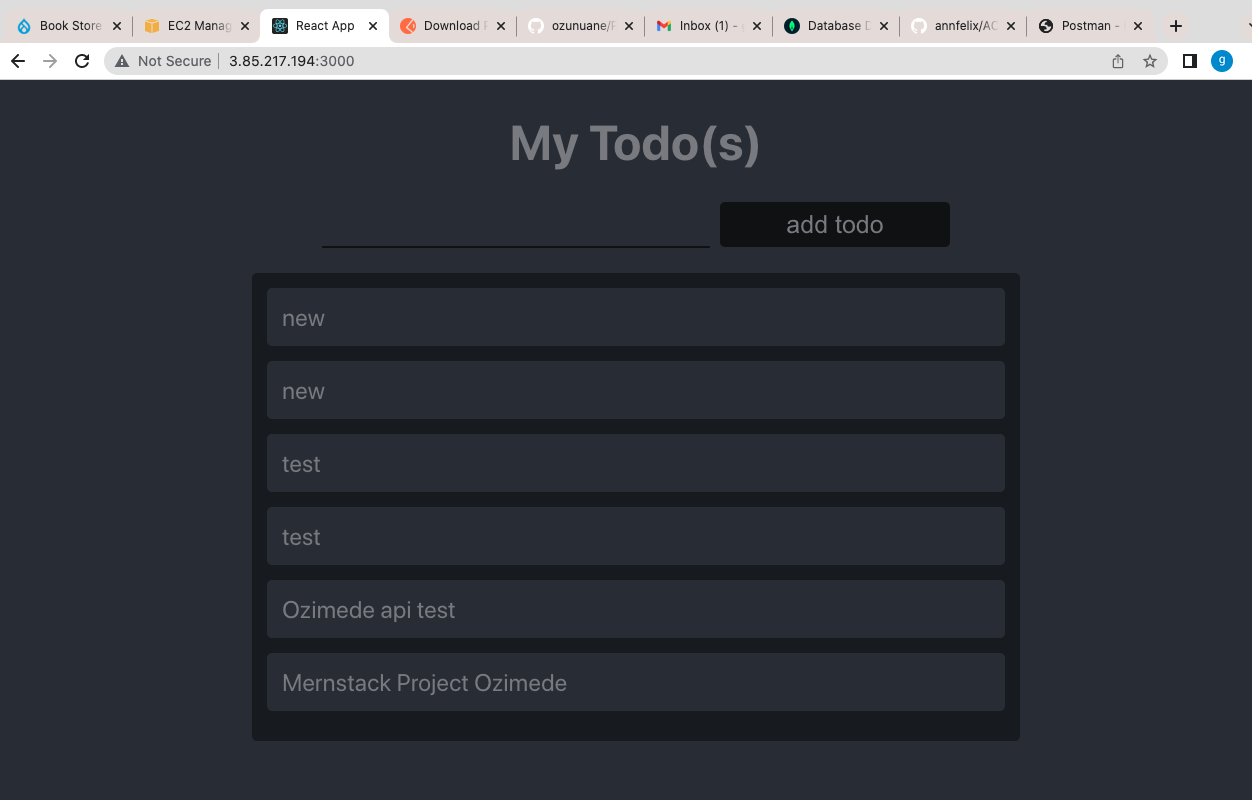 Book Store
EC2 Manag
React App
Download
ozunuane/
Inbox (1) -
Database
annfelix/AC
Postman -
Not Secure
3.85.217.194:3000
g
My Todo(s)
add todo
new
new
test
test
Ozimede api test
Mernstack Project Ozimede